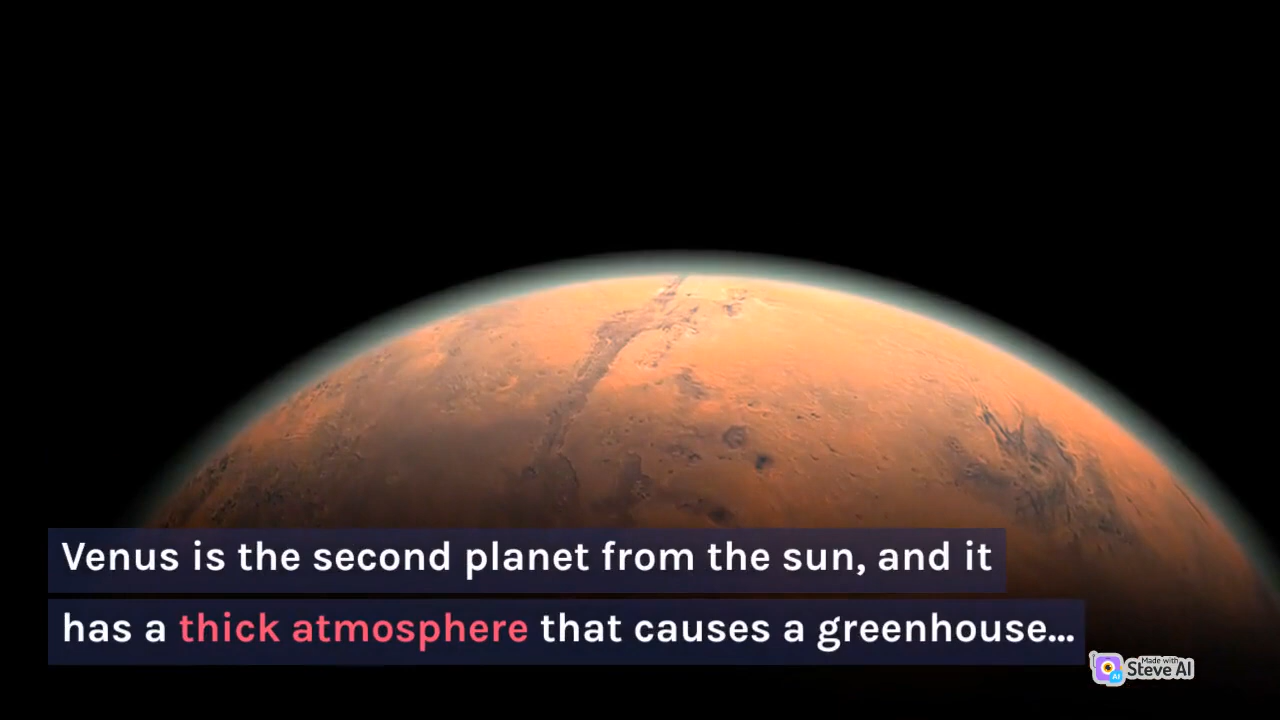 Venus is the second planet from the sun, and it
has a thick atmosphere that causes a greenhouse...
Made with
Steve AI
AI